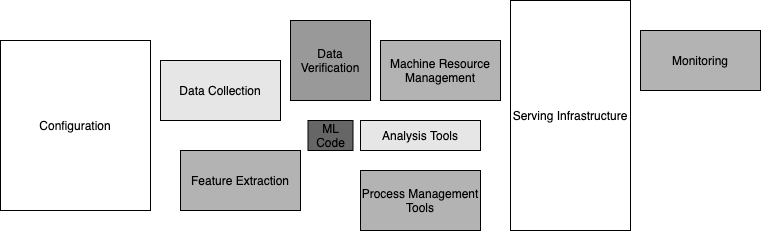 Configuration
Data Collection
Data
Verification
Machine Resource
Management
Serving Infrastructure
Monitoring
ML
Code
Analysis Tools
Feature Extraction
Process Management
Tools